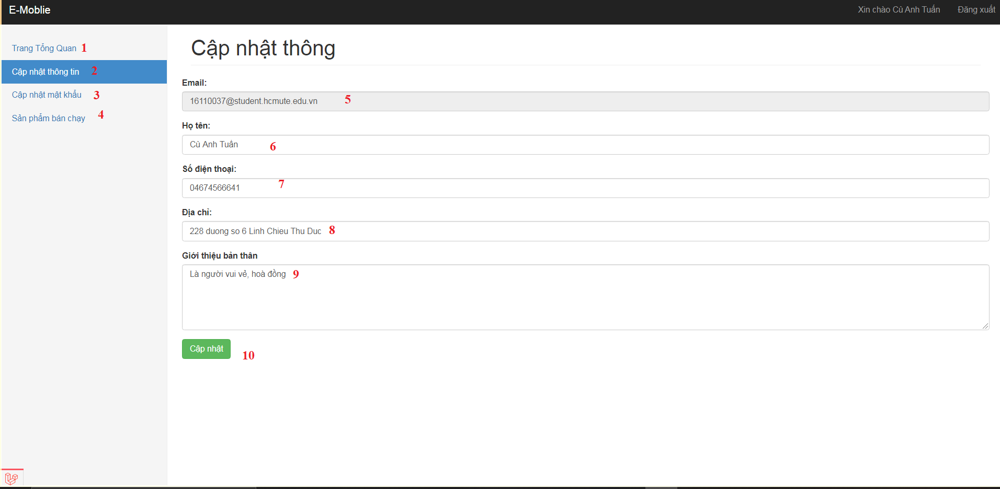 E-Moblie
Xin chào Cù Anh Tuấn
Đăng xuất
Trang Tổng Quan 1
Cập nhật thông tin 2
Cập nhật mật khẩu 3
Sản phẩm bán chạy 4
Cập nhật thông
Email:
16110037@student.hcmute.edu.vn 5
Họ tên:
Cù Anh Tuấn 6
Số điện thoại:
04674566641 7
Địa chỉ:
228 duong so 6 Linh Chieu Thu Duc 8
Giới thiệu bản thân
Là người vui vẻ, hoà đồng 9
Cập nhật 10